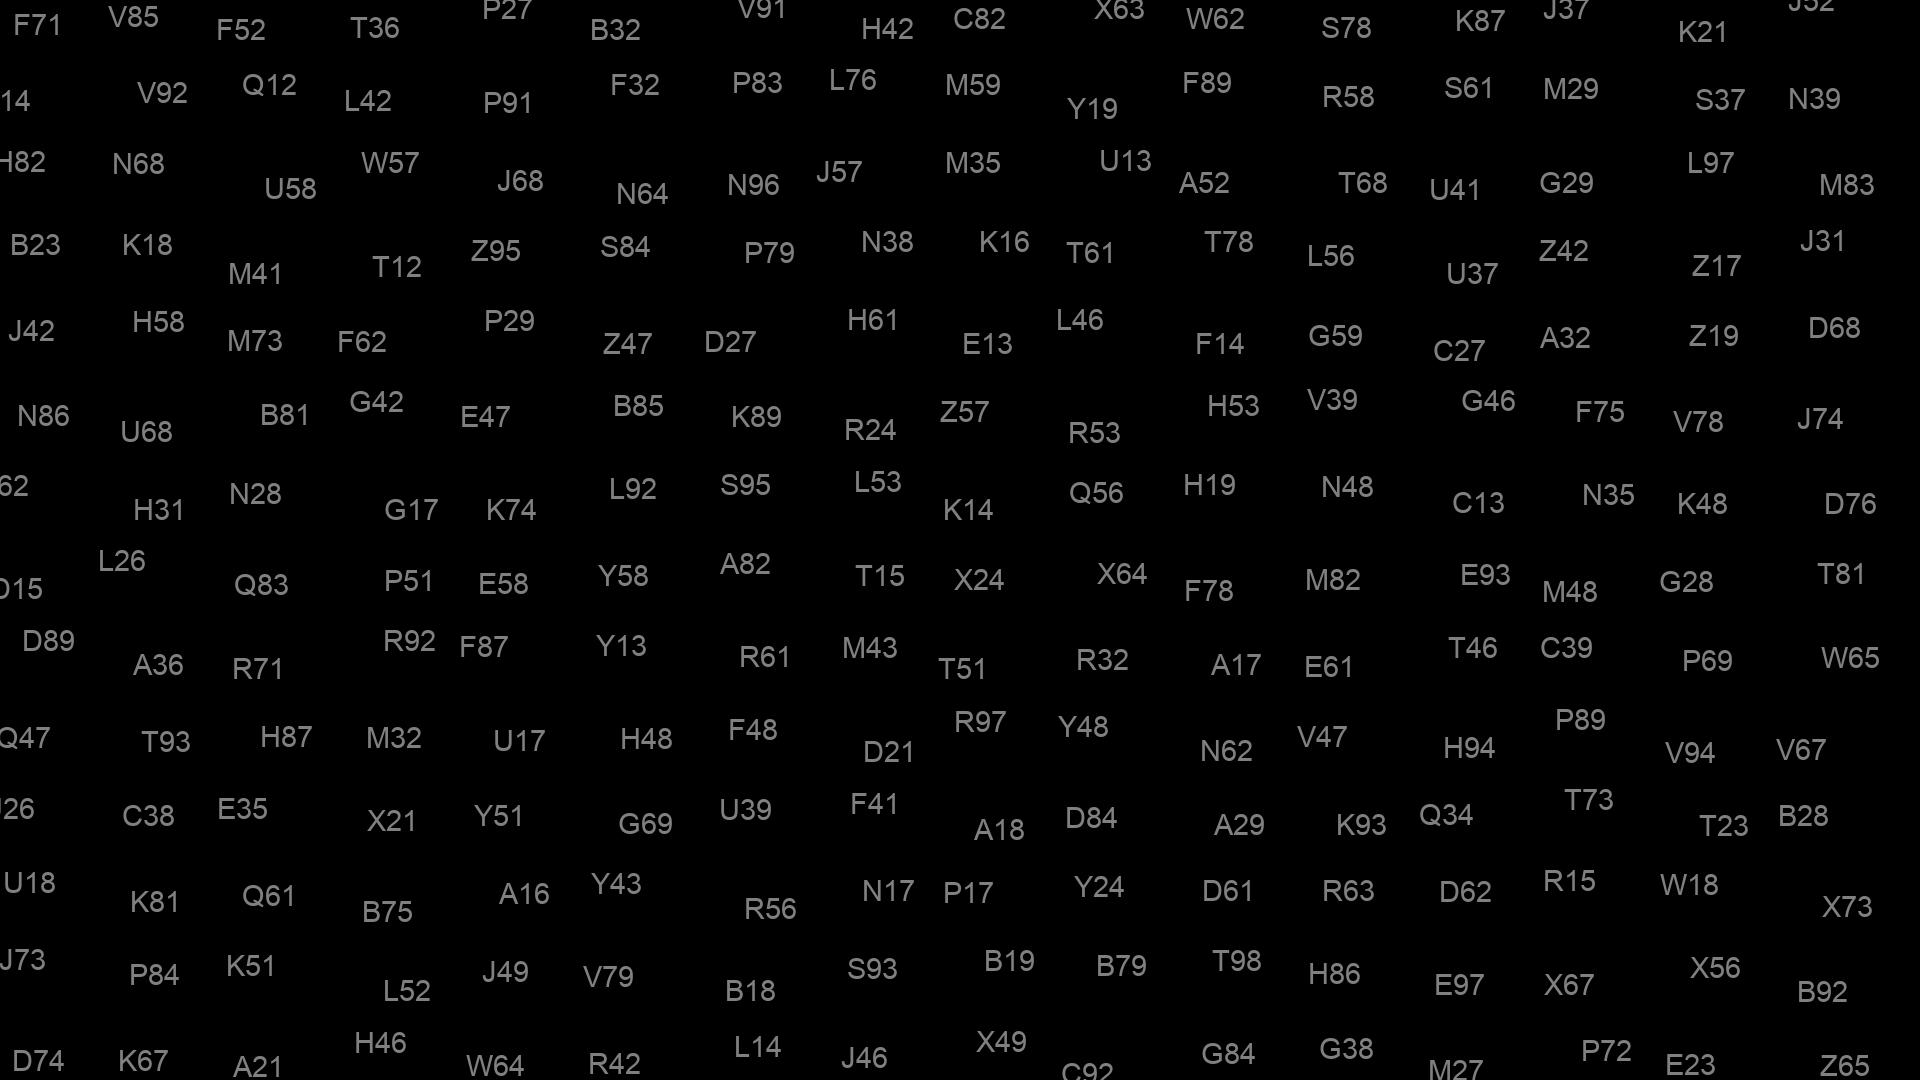 F71 V85 F52 T36 P27 B32 V91 H42 C82 X63 W62 S78 K87 J37 K21 J52
14 V92 Q12 L42 P91 F32 P83 L76 M59 Y19 F89 R58 S61 M29 S37 N39
H82 N68 U58 W57 J68 N64 N96 J57 M35 U13 A52 T68 U41 G29 L97 M83
B23 K18 M41 T12 Z95 S84 P79 N38 K16 T61 T78 L56 U37 Z42 Z17 J31
J42 H58 M73 F62 P29 Z47 D27 H61 E13 L46 F14 G59 C27 A32 Z19 D68
N86 U68 B81 G42 E47 B85 K89 R24 Z57 R53 H53 V39 G46 F75 V78 J74
62 H31 N28 G17 K74 L92 S95 L53 K14 Q56 H19 N48 C13 N35 K48 D76
D15 L26 Q83 P51 E58 Y58 A82 T15 X24 X64 F78 M82 E93 M48 G28 T81
D89 A36 R71 R92 F87 Y13 R61 M43 T51 R32 A17 E61 T46 C39 P69 W65
Q47 T93 H87 M32 U17 H48 F48 D21 R97 Y48 N62 V47 H94 P89 V94 V67
26 C38 E35 X21 Y51 G69 U39 F41 A18 D84 A29 K93 Q34 T73 T23 B28
U18 K81 Q61 B75 A16 Y43 R56 N17 P17 Y24 D61 R63 D62 R15 W18 X73
J73 P84 K51 L52 J49 V79 B18 S93 B19 B79 T98 H86 E97 X67 X56 B92
D74 K67 A21 H46 W64 R42 L14 J46 X49 C92 G84 G38 M27 P72 E23 Z65